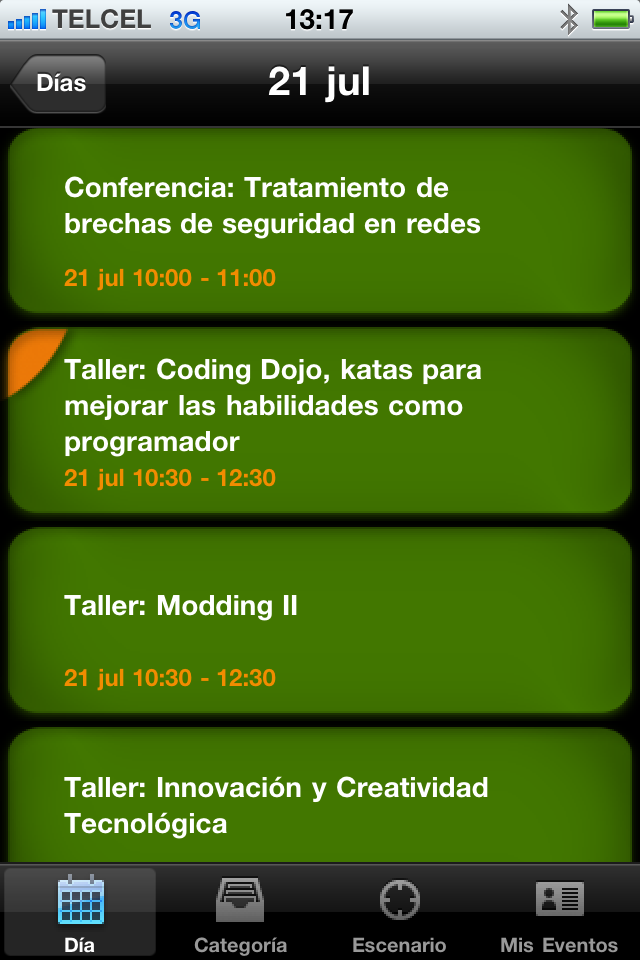 TELCEL 3G 13:17
Días 21 jul
Conferencia: Tratamiento de
brechas de seguridad en redes
21 jul 10:00 - 11:00
Taller: Coding Dojo, katas para
mejorar las habilidades como
programador
21 jul 10:30 - 12:30
Taller: Modding II
21 jul 10:30 - 12:30
Taller: Innovación y Creatividad
Tecnológica
Día Categoría Escenario Mis Eventos